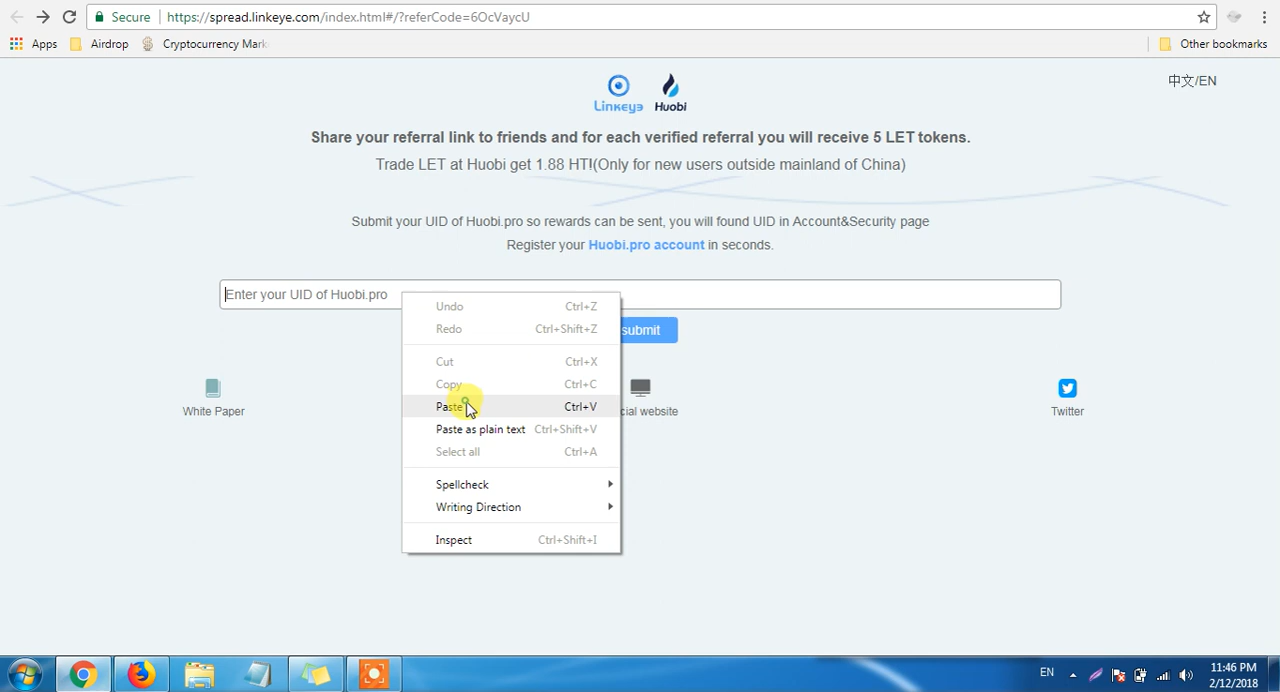 Secure
https://spread.linkeye.com/index.html#/?referCode=6OcVaycU
Apps
Airdrop
Cryptocurrency Mark
Other bookmarks
Linkeye
Huobi
中文/EN
Share your referral link to friends and for each verified referral you will receive 5 LET tokens.
Trade LET at Huobi get 1.88 HT!(Only for new users outside mainland of China)
Submit your UID of Huobi.pro so rewards can be sent, you will found UID in Account&Security page
Register your Huobi.pro account in seconds.
Enter your UID of Huobi.pro
Undo Ctrl+Z
submit
Redo Ctrl+Shift+Z
Cut Ctrl+X
Copy Ctrl+C
Paste Ctrl+V
Paste as plain text Ctrl+Shift+V
Select all Ctrl+A
Spellcheck
Writing Direction
Inspect Ctrl+Shift+I
White Paper
cial website
Twitter
EN
11:46 PM
2/12/2018